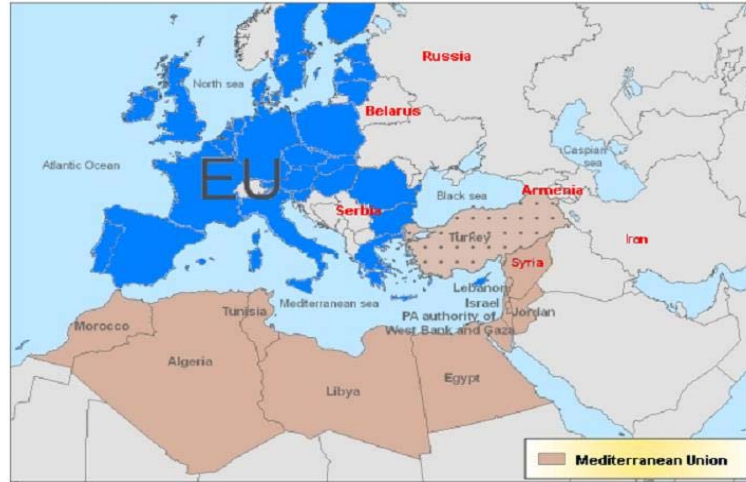 Russia
North sea
Belarus
Atlantic Ocean
Caspian
sea
EU
Armenia
Black sea
Serbia
Turkey
Iran
Syria
Lebanon
Mediterranean sea
Israel
PA authority of
West Bank and Gaza
Jordan
Tunisia
Morocco
Algeria
Libya
Egypt
Mediterranean Union